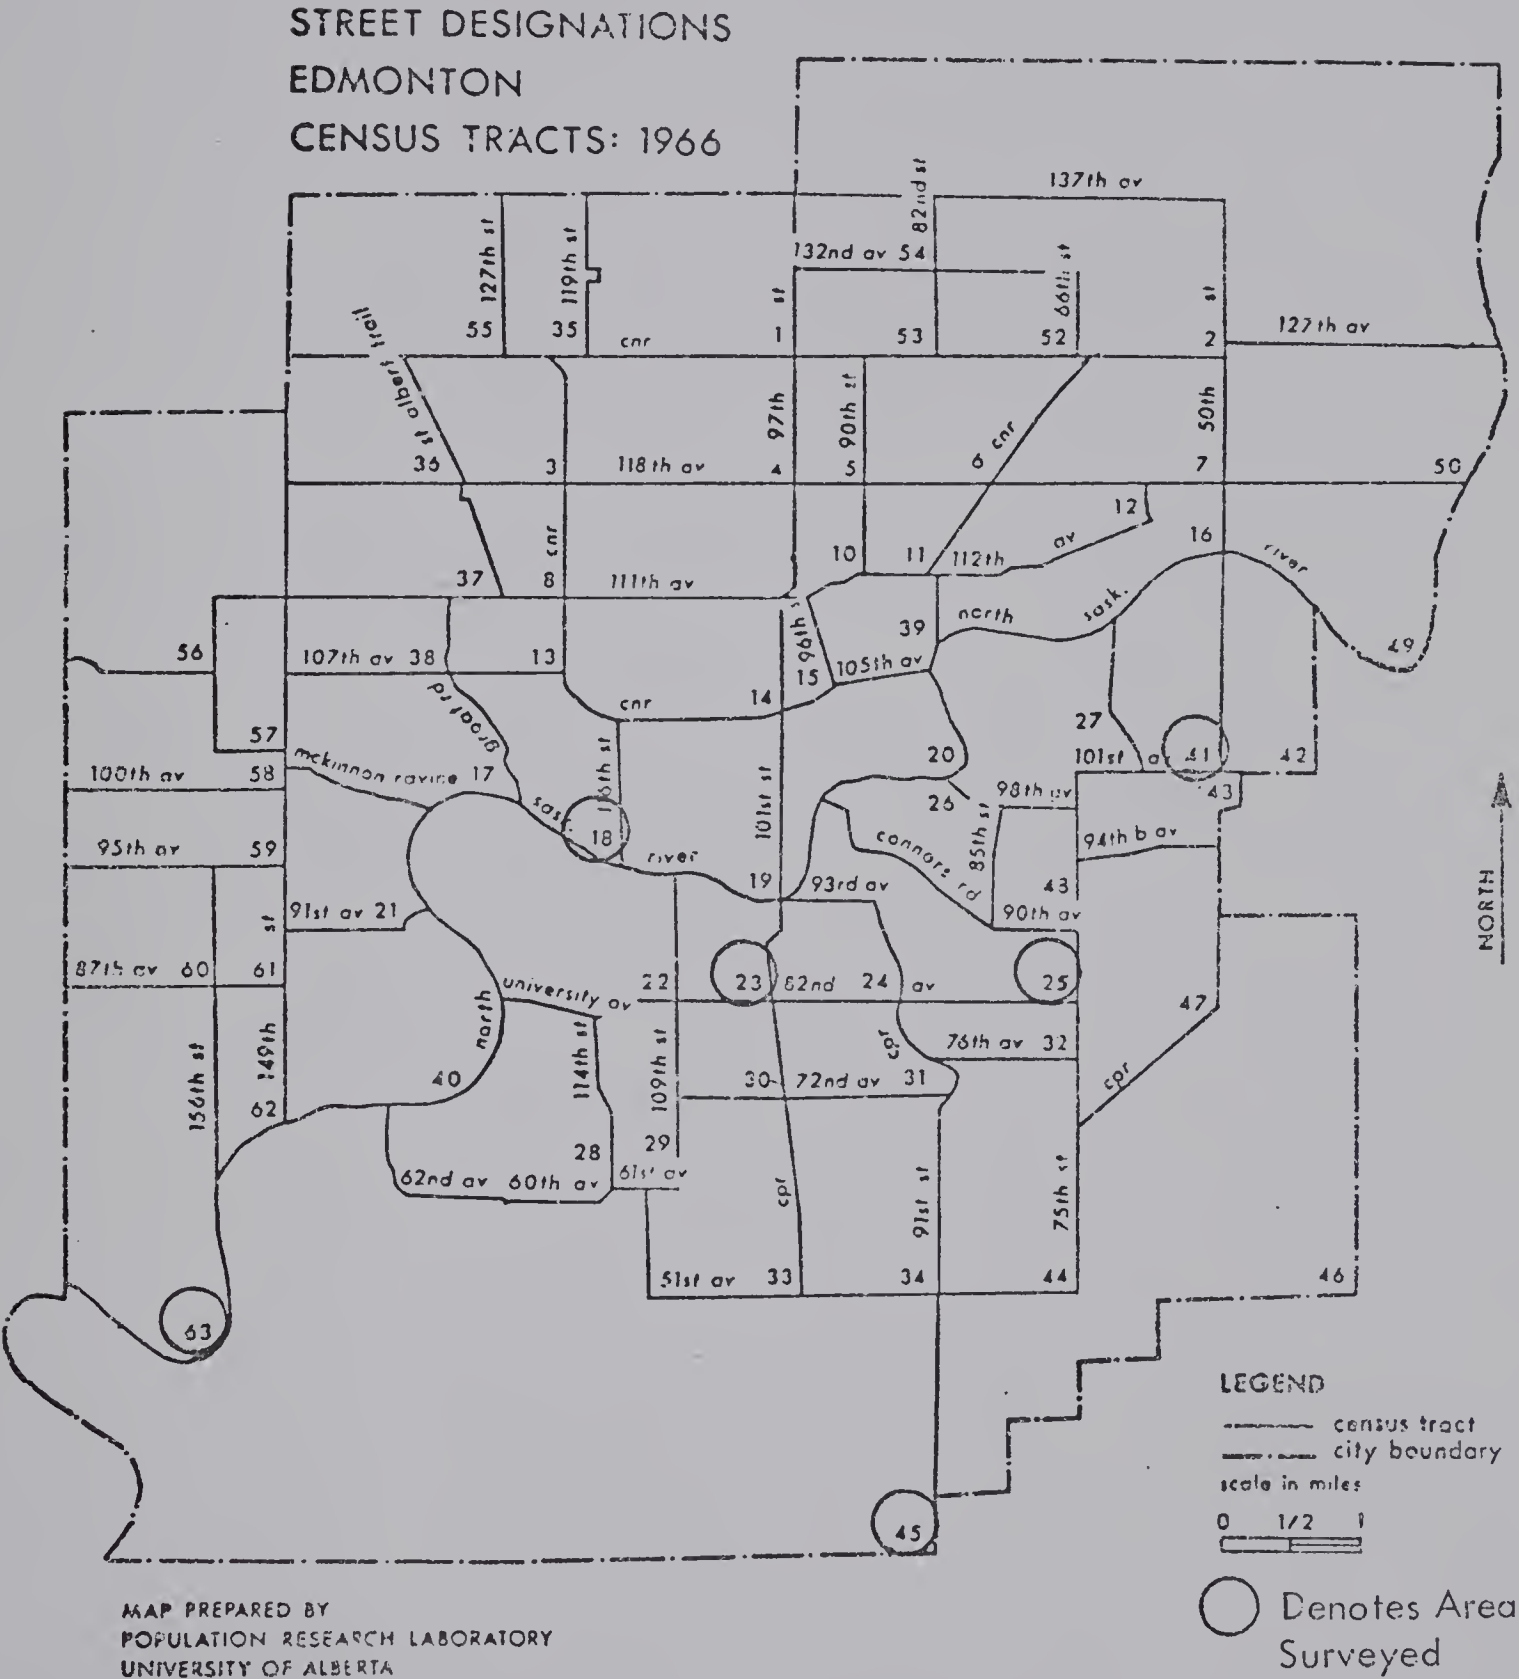 STREET DESIGNATIONS
EDMONTON
CENSUS TRACTS: 1966
82nd st
137th av
127th st
119th st
132nd av 54
66th st
st
st
127th av
st albert trail
55
35
cnr
1
53
52
2
97th
90th st
50th
36
3
118th av
4
5
6 cnr
7
50
12
cnr
10
11
112th
av
16
river
37
8
111th av
96th s
39
north
sask.
49
56
107th av 38
13
15
105th av
groat rd
cnr
14
57
27
mckinnon ravine
17
116th st
20
101st a
41
42
100th av
58
sask.
18
101st st
26
98th av
43
85th st
connors rd
94th b av
95th av
59
river
19
93rd av
43
NORTH
91st av 21
st
90th av
87th av 60
61
university av
22
23
82nd
24
av
25
47
north
156th st
149th
114th st
109th st
cpr
76th av 32
40
30
72nd av
31
cpr
62
28
29
62nd av
60th av
61st av
cpr
91st st
75th st
51st av
33
34
44
46
63
LEGEND
census tract
city boundary
scale in miles
0 1/2 1
45
Denotes Area
Surveyed
MAP PREPARED BY
POPULATION RESEARCH LABORATORY
UNIVERSITY OF ALBERTA